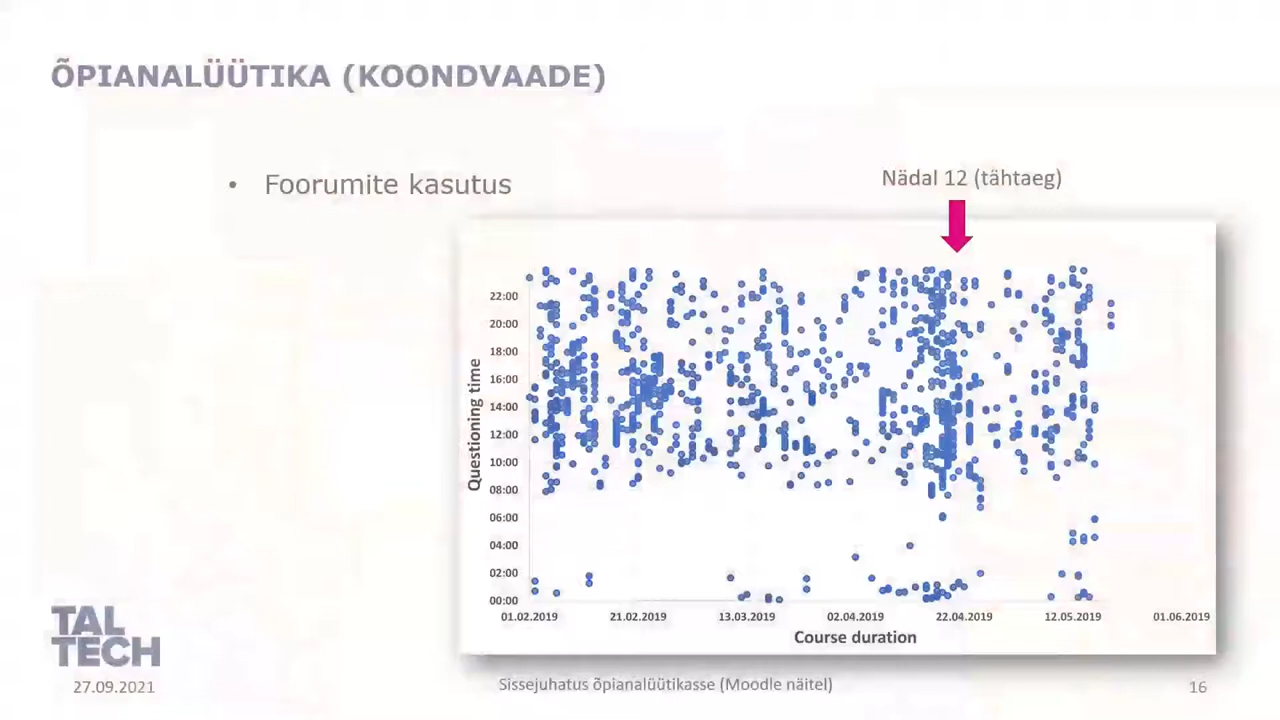 ÕPIANALÜÜTIKA (KOONDVAADE)
• Foorumite kasutus
Nädal 12 (tähtaeg)
Questioning time
22:00
20:00
18:00
16:00
14:00
12:00
10:00
08:00
06:00
04:00
02:00
00:00
01.02.2019 21.02.2019 13.03.2019 02.04.2019 22.04.2019 12.05.2019 01.06.2019
Course duration
TAL
TECH
27.09.2021
Sissejuhatus õpianalüütikasse (Moodle näitel)
16